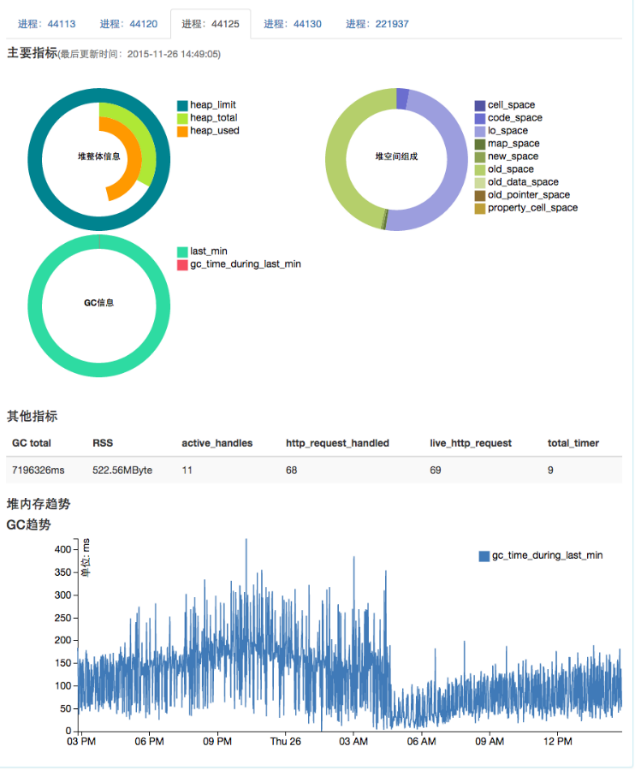 进程: 44113 进程: 44120 进程: 44125 进程: 44130 进程: 221937
主要指标(最后更新时间: 2015-11-26 14:49:05)
堆整体信息
heap_limit
heap_total
heap_used
堆空间组成
cell_space
code_space
lo_space
map_space
new_space
old_space
old_data_space
old_pointer_space
property_cell_space
GC信息
last_min
gc_time_during_last_min
其他指标
GC total RSS active_handles http_request_handled live_http_request total_timer
7196326ms 522.56MByte 11 68 69 9
堆内存趋势
GC趋势
单位: ms
gc_time_during_last_min
400
350
300
250
200
150
100
50
0
03 PM 06 PM 09 PM Thu 26 03 AM 06 AM 09 AM 12 PM